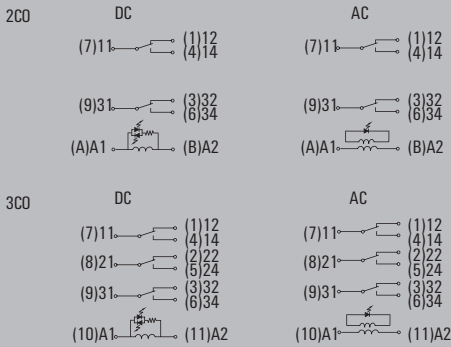 2CO DC AC
(7)11 (1)12 (7)11 (1)12
(4)14 (4)14
(9)31 (3)32 (9)31 (3)32
(6)34 (6)34
(A)A1 (B)A2 (A)A1 (B)A2
3CO DC AC
(7)11 (1)12 (7)11 (1)12
(4)14 (4)14
(8)21 (2)22 (8)21 (2)22
(5)24 (5)24
(9)31 (3)32 (9)31 (3)32
(6)34 (6)34
(10)A1 (11)A2 (10)A1 (11)A2